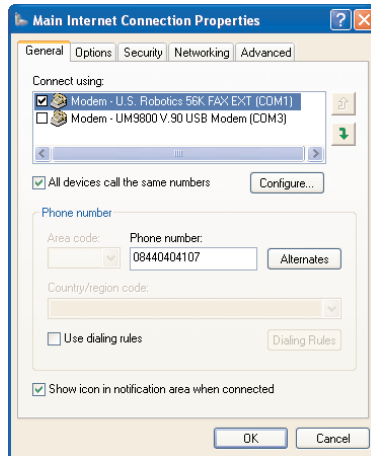 Main Internet Connection Properties
General Options Security Networking Advanced
Connect using:
Modem - U.S. Robotics 56K FAX EXT (COM1)
Modem - UM9800 V.90 USB Modem (COM3)
All devices call the same numbers
Configure...
Phone number
Area code: Phone number:
08440404107
Alternates
Country/region code:
Use dialing rules
Dialing Rules
Show icon in notification area when connected
OK Cancel